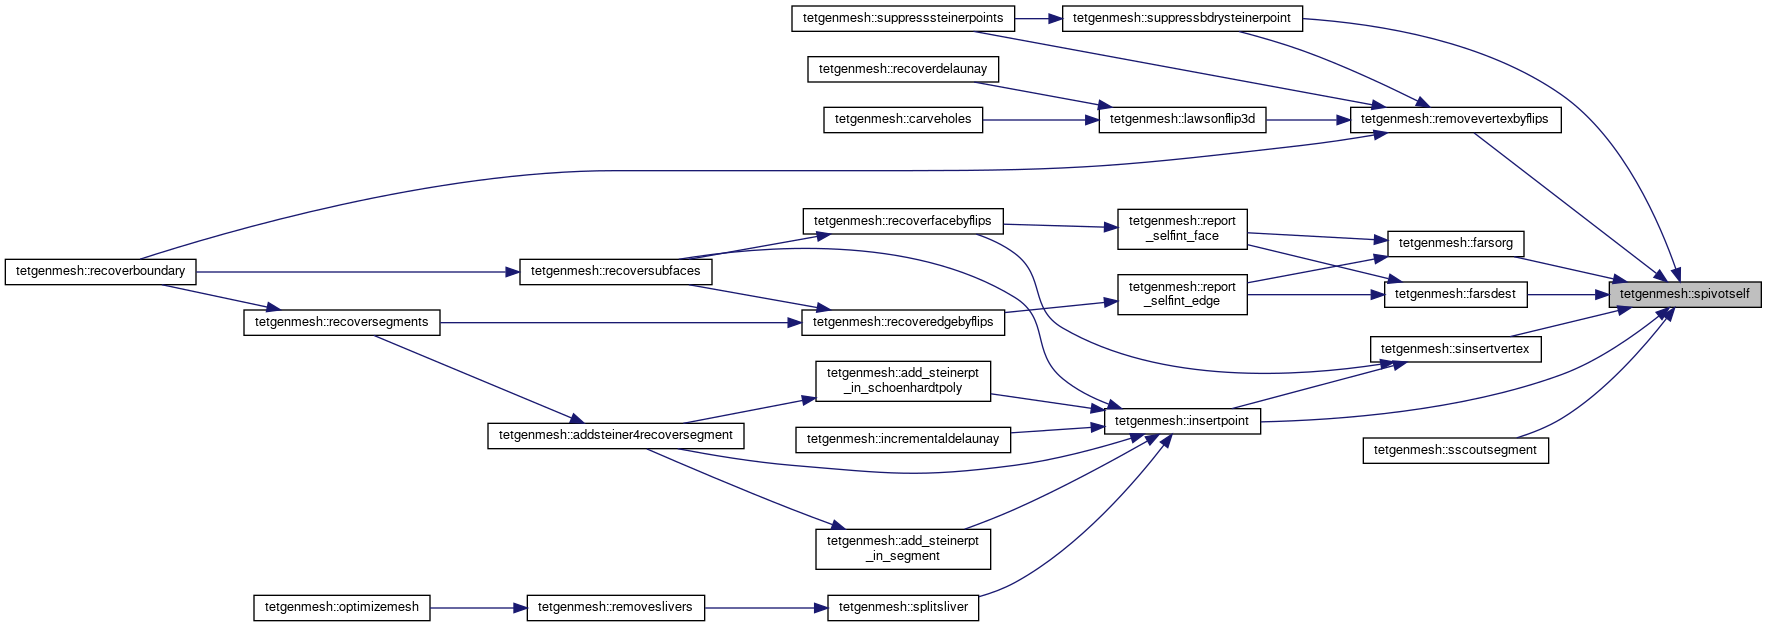 tetgenmesh::suppresssteinerpoints
tetgenmesh::suppressbdrysteinerpoint
tetgenmesh::recoverdelaunay
tetgenmesh::carveholes
tetgenmesh::lawsonflip3d
tetgenmesh::removevertexbyflips
tetgenmesh::recoverfacebyflips
tetgenmesh::report
_selfint_face
tetgenmesh::farsorg
tetgenmesh::recoverboundary
tetgenmesh::recoversubfaces
tetgenmesh::report
_selfint_edge
tetgenmesh::farsdest
tetgenmesh::spivotself
tetgenmesh::recoversegments
tetgenmesh::recoveredgebyflips
tetgenmesh::sinsertvertex
tetgenmesh::add_steinerpt
_in_schoenhardtpoly
tetgenmesh::insertpoint
tetgenmesh::addsteiner4recoversegment
tetgenmesh::incrementaldelaunay
tetgenmesh::sscoutsegment
tetgenmesh::add_steinerpt
_in_segment
tetgenmesh::optimizemesh
tetgenmesh::removeslivers
tetgenmesh::splitsliver